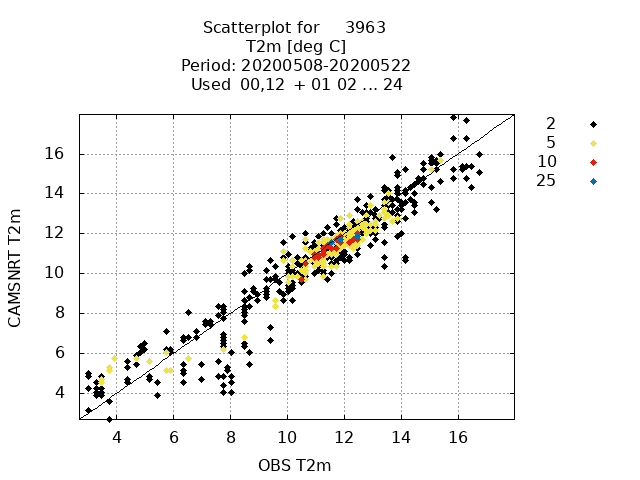 Scatterplot for 3963
T2m [deg C]
Period: 20200508-20200522
Used 00,12 + 01 02 ... 24
2
5
10
25
16
14
12
10
8
6
4
CAMSNRT T2m
4 6 8 10 12 14 16
OBS T2m